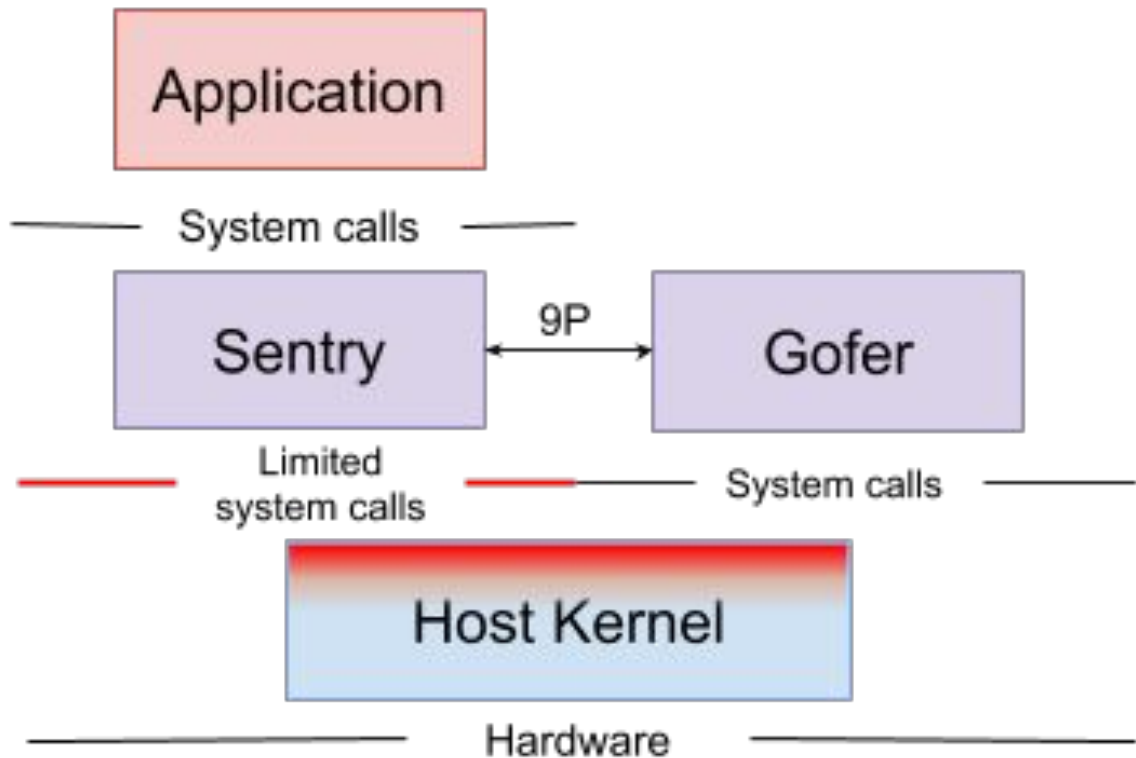 Application
System calls
Sentry
9P
Gofer
Limited
system calls
System calls
Host Kernel
Hardware